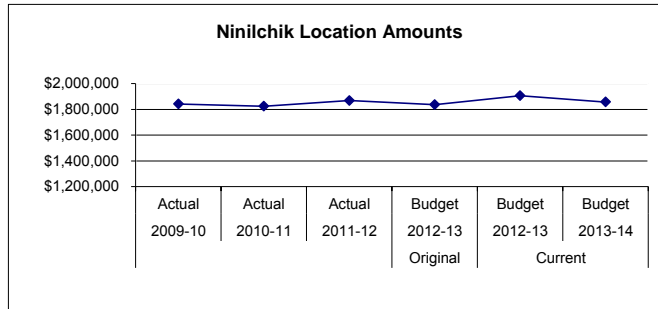 Ninilchik Location Amounts
$2,000,000
$1,800,000
$1,600,000
$1,400,000
$1,200,000
Actual Actual Actual Budget Budget Budget
2009-10 2010-11 2011-12 2012-13 2012-13 2013-14
Original Current